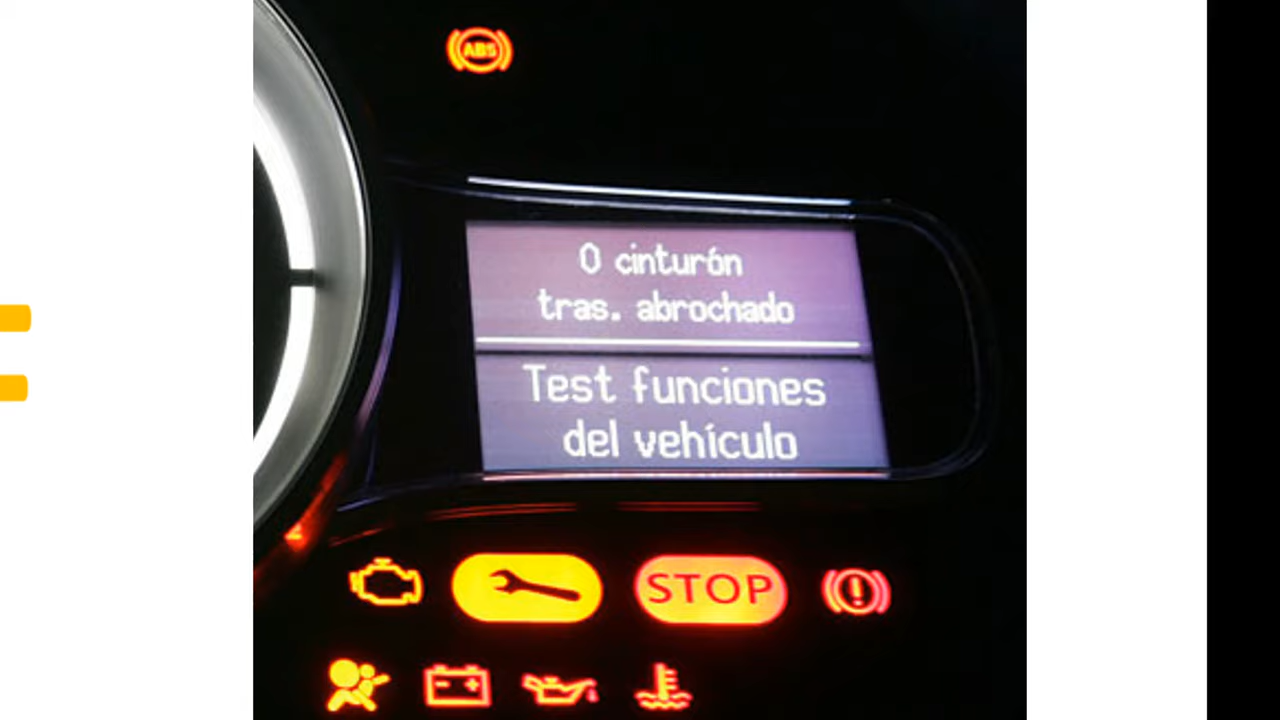 ABS
0 cinturón
tras. abrochado
Test funciones
del vehículo
STOP